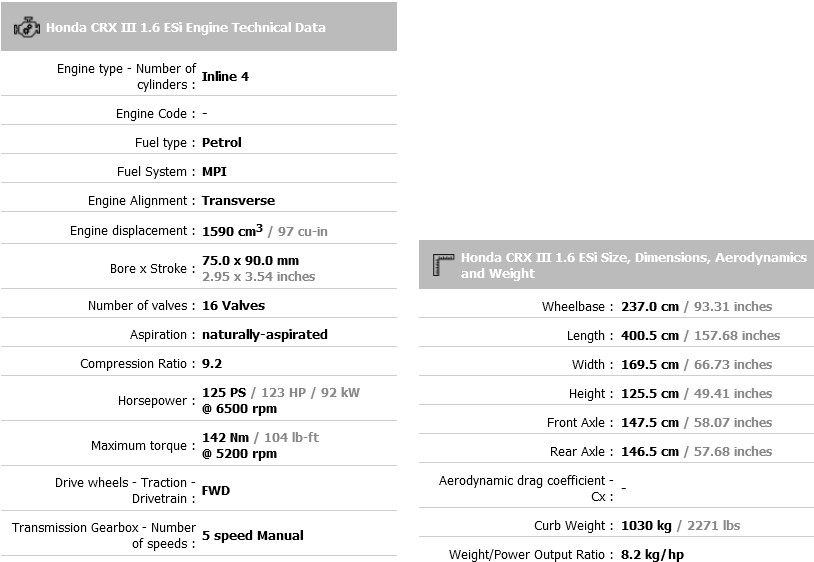 Honda CRX III 1.6 ESi Engine Technical Data
Engine type - Number of
cylinders : Inline 4
Engine Code : -
Fuel type : Petrol
Fuel System : MPI
Engine Alignment : Transverse
Engine displacement : 1590 cm³ / 97 cu-in
Bore x Stroke : 75.0 x 90.0 mm
2.95 x 3.54 inches
Number of valves : 16 Valves
Aspiration : naturally-aspirated
Compression Ratio : 9.2
Horsepower : 125 PS / 123 HP / 92 kW
@ 6500 rpm
Maximum torque : 142 Nm / 104 lb-ft
@ 5200 rpm
Drive wheels - Traction -
Drivetrain : FWD
Transmission Gearbox - Number
of speeds : 5 speed Manual
Honda CRX III 1.6 ESi Size, Dimensions, Aerodynamics
and Weight
Wheelbase : 237.0 cm / 93.31 inches
Length : 400.5 cm / 157.68 inches
Width : 169.5 cm / 66.73 inches
Height : 125.5 cm / 49.41 inches
Front Axle : 147.5 cm / 58.07 inches
Rear Axle : 146.5 cm / 57.68 inches
Aerodynamic drag coefficient -
Cx : -
Curb Weight : 1030 kg / 2271 lbs
Weight/Power Output Ratio : 8.2 kg/hp